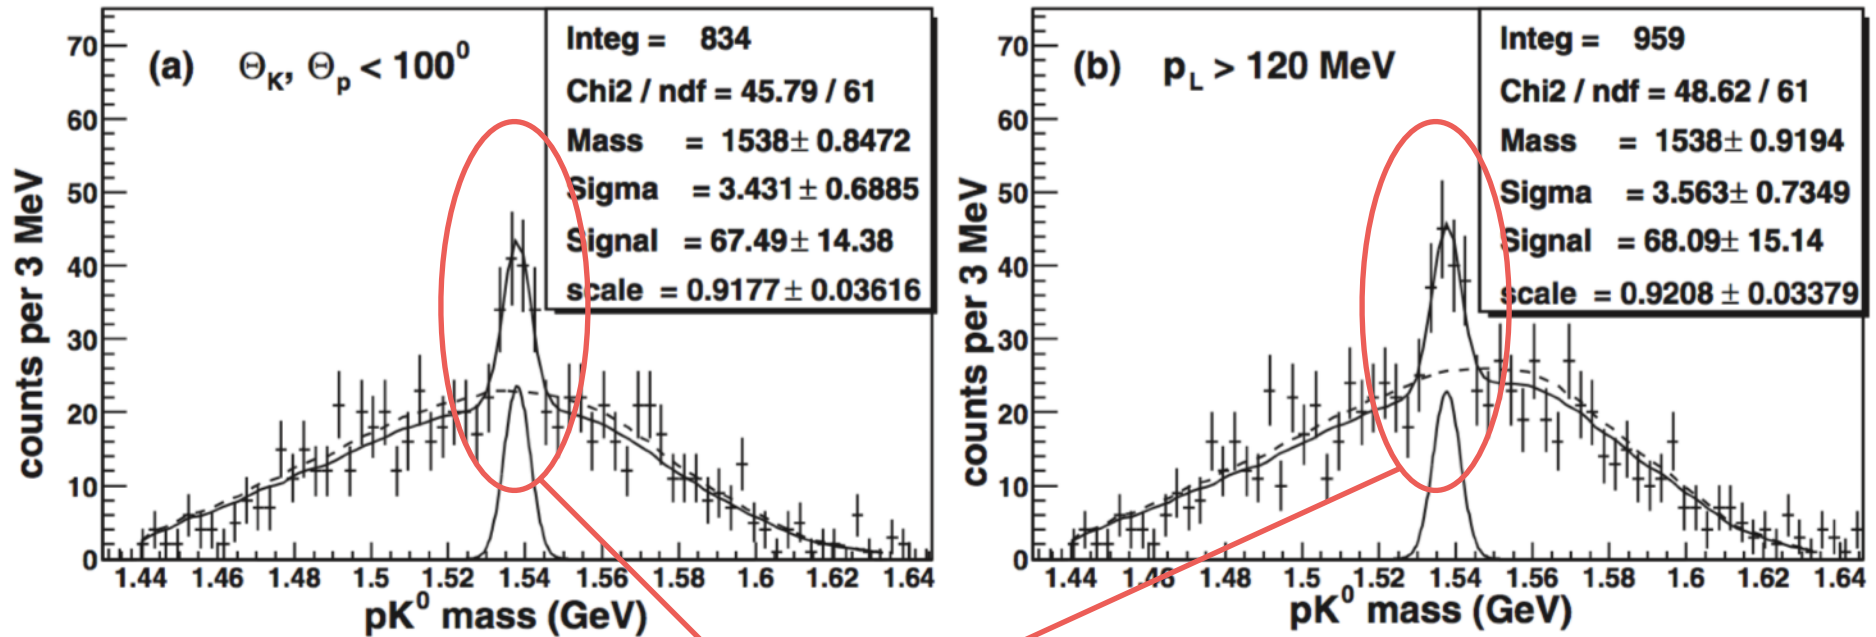 counts per 3 MeV
70
60
50
40
30
20
10
0
(a) Θ_K, Θ_p < 100^0
Integ = 834
Chi2 / ndf = 45.79 / 61
Mass = 1538± 0.8472
Sigma = 3.431± 0.6885
Signal = 67.49± 14.38
scale = 0.9177± 0.03616
1.44 1.46 1.48 1.5 1.52 1.54 1.56 1.58 1.6 1.62 1.64
pK^0 mass (GeV)
counts per 3 MeV
70
60
50
40
30
20
10
0
(b) p_L > 120 MeV
Integ = 959
Chi2 / ndf = 48.62 / 61
Mass = 1538± 0.9194
Sigma = 3.563± 0.7349
Signal = 68.09± 15.14
scale = 0.9208 ± 0.03379
1.44 1.46 1.48 1.5 1.52 1.54 1.56 1.58 1.6 1.62 1.64
pK^0 mass (GeV)